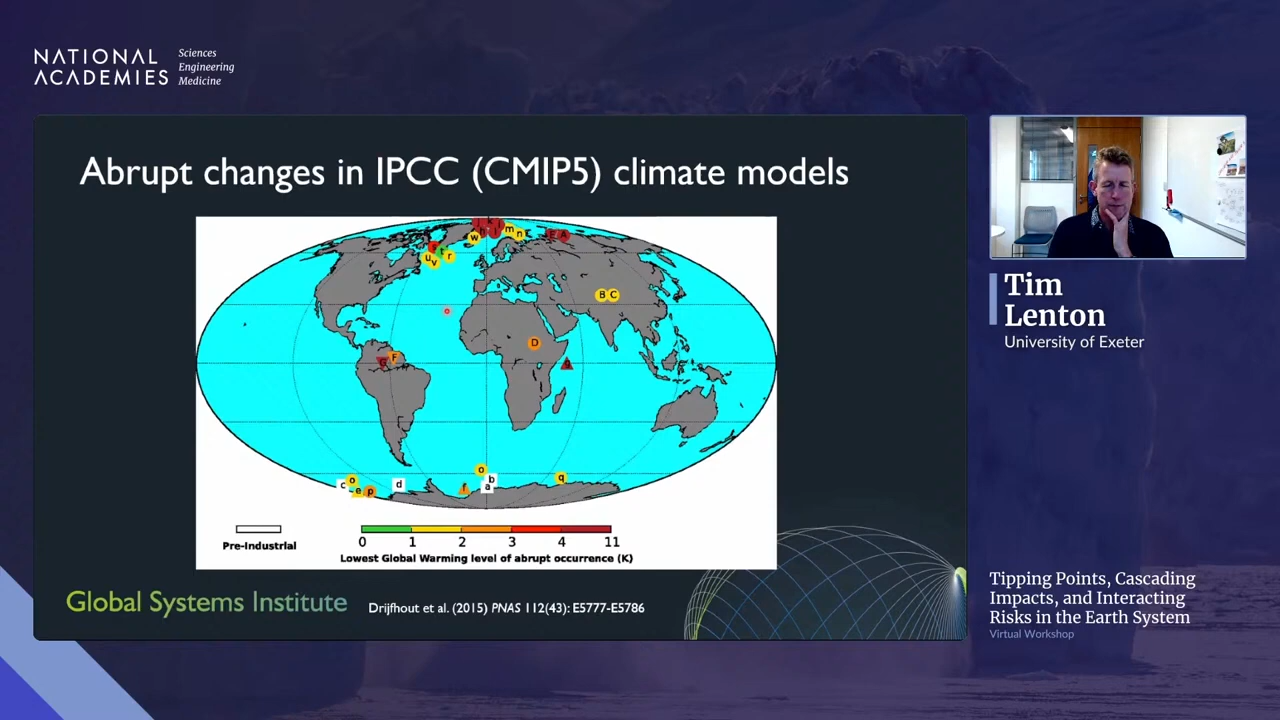 NATIONAL
ACADEMIES
Sciences
Engineering
Medicine
Abrupt changes in IPCC (CMIP5) climate models
w h i m n E A
u v t r
B C
D
G F
c o e p d f o b a q
Pre-Industrial
0 1 2 3 4 11
Lowest Global Warming level of abrupt occurrence (K)
Global Systems Institute
Drijfhout et al. (2015) PNAS 112(43): E5777-E5786
Tim
Lenton
University of Exeter
Tipping Points, Cascading
Impacts, and Interacting
Risks in the Earth System
Virtual Workshop